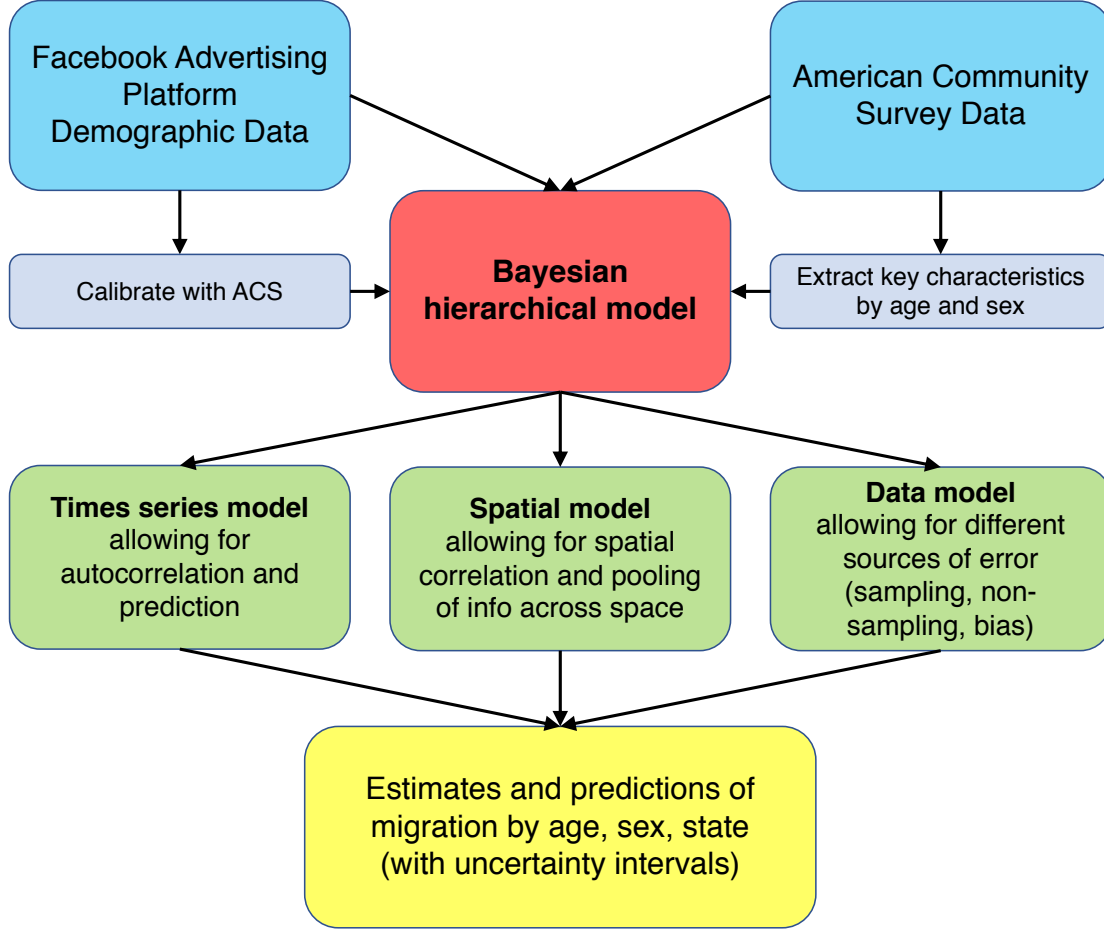 Facebook Advertising
Platform
Demographic Data
American Community
Survey Data
Calibrate with ACS
Bayesian
hierarchical model
Extract key characteristics
by age and sex
Times series model
allowing for
autocorrelation and
prediction
Spatial model
allowing for spatial
correlation and pooling
of info across space
Data model
allowing for different
sources of error
(sampling, non-
sampling, bias)
Estimates and predictions of
migration by age, sex, state
(with uncertainty intervals)